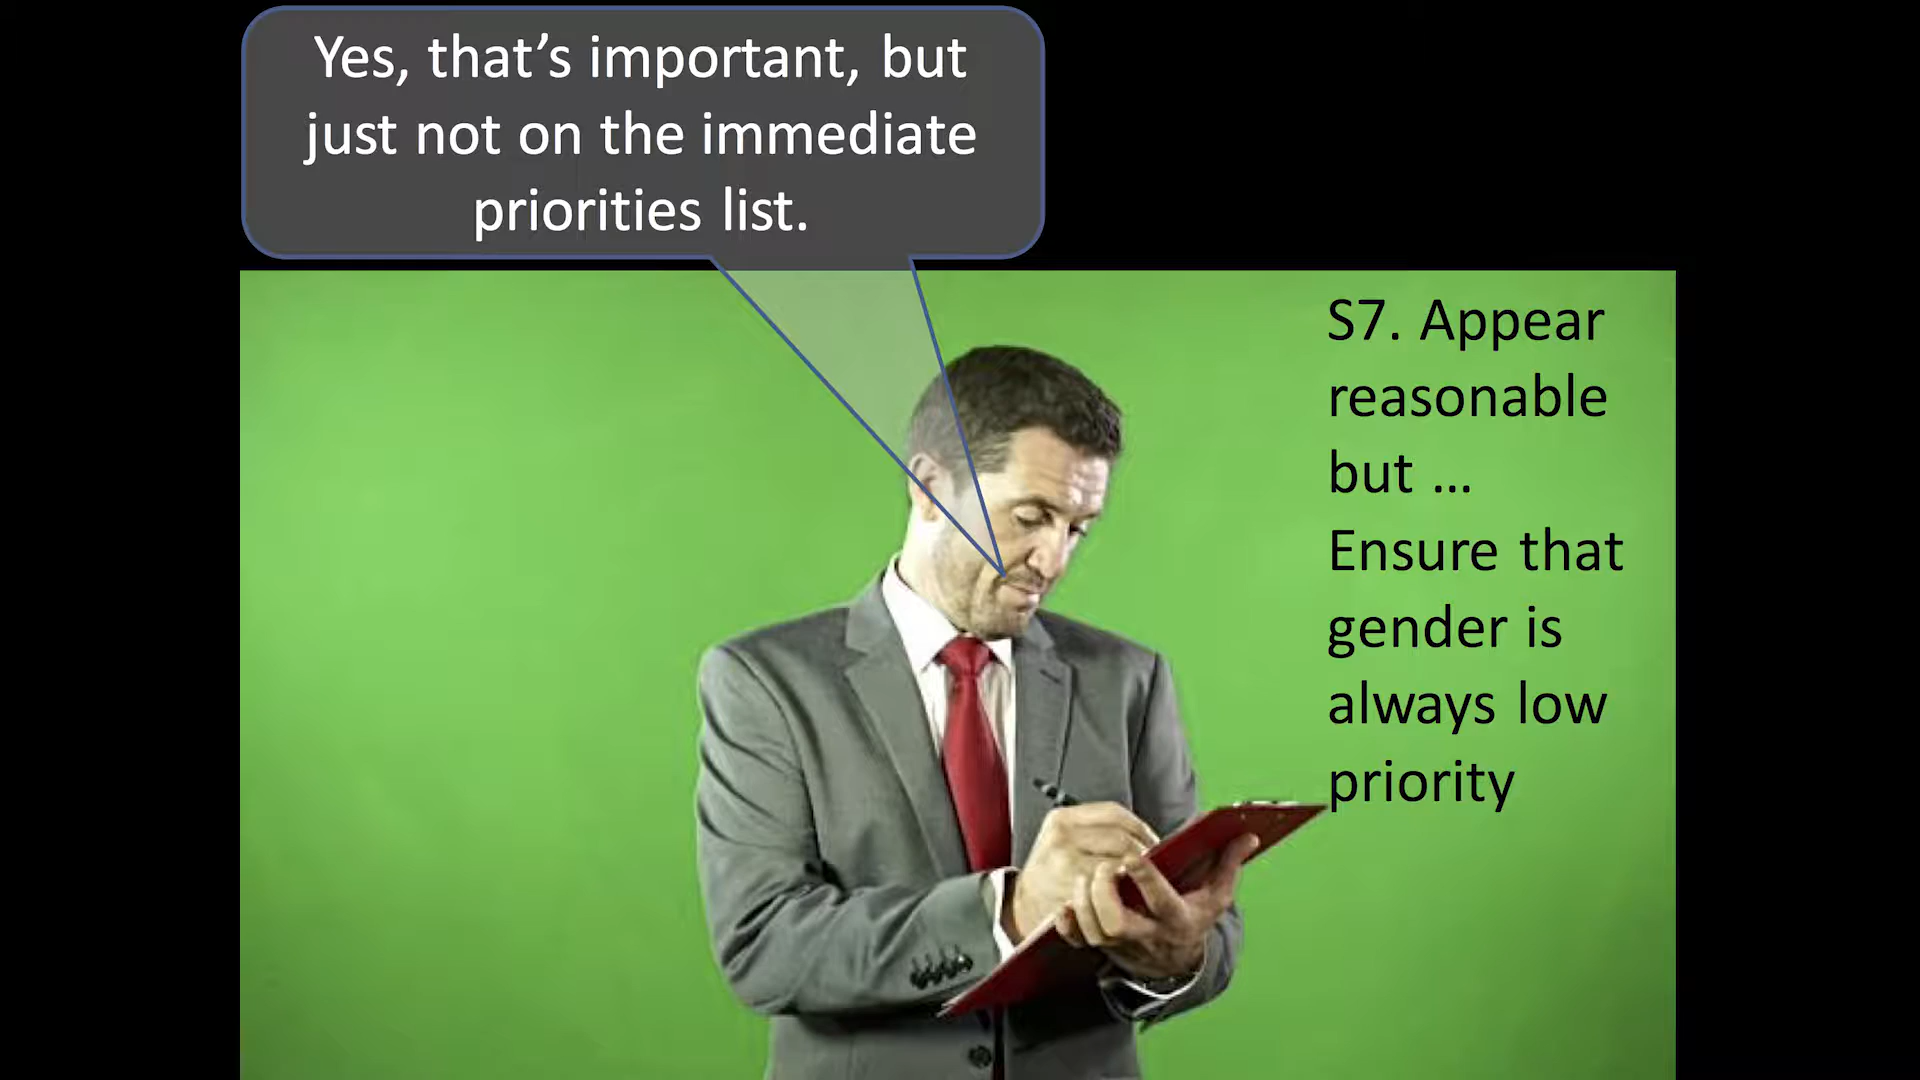 Yes, that’s important, but
just not on the immediate
priorities list.
S7. Appear
reasonable
but ...
Ensure that
gender is
always low
priority